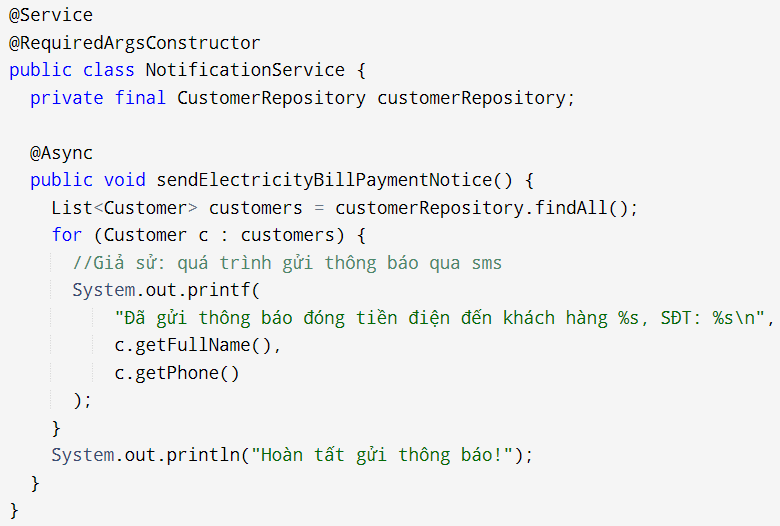 @Service
@RequiredArgsConstructor
public class NotificationService {
  private final CustomerRepository customerRepository;

  @Async
  public void sendElectricityBillPaymentNotice() {
    List<Customer> customers = customerRepository.findAll();
    for (Customer c : customers) {
      //Giả sử: quá trình gửi thông báo qua sms
      System.out.printf(
          "Đã gửi thông báo đóng tiền điện đến khách hàng %s, SĐT: %s\n",
          c.getFullName(),
          c.getPhone()
      );
    }
    System.out.println("Hoàn tất gửi thông báo!");
  }
}